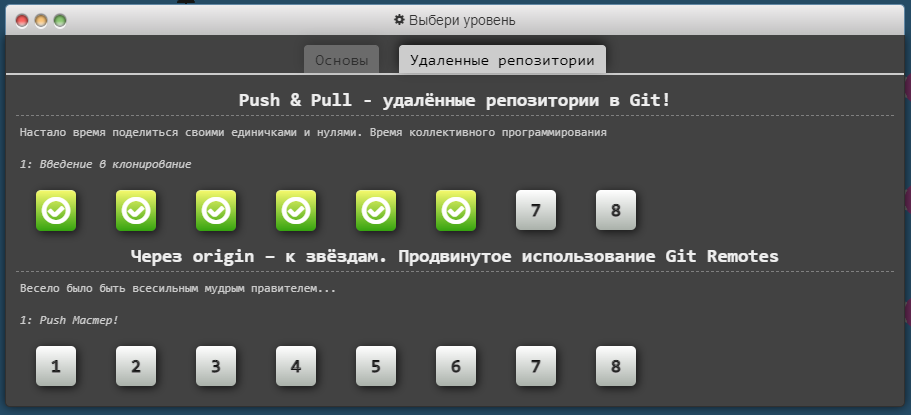 Выбери уровень
Основы
Удаленные репозитории
Push & Pull - удалённые репозитории в Git!
Настало время поделиться своими единичками и нулями. Время коллективного программирования
1: Введение в клонирование
7 8
Через origin – к звёздам. Продвинутое использование Git Remotes
Весело было быть всесильным мудрым правителем...
1: Push Мастер!
1 2 3 4 5 6 7 8